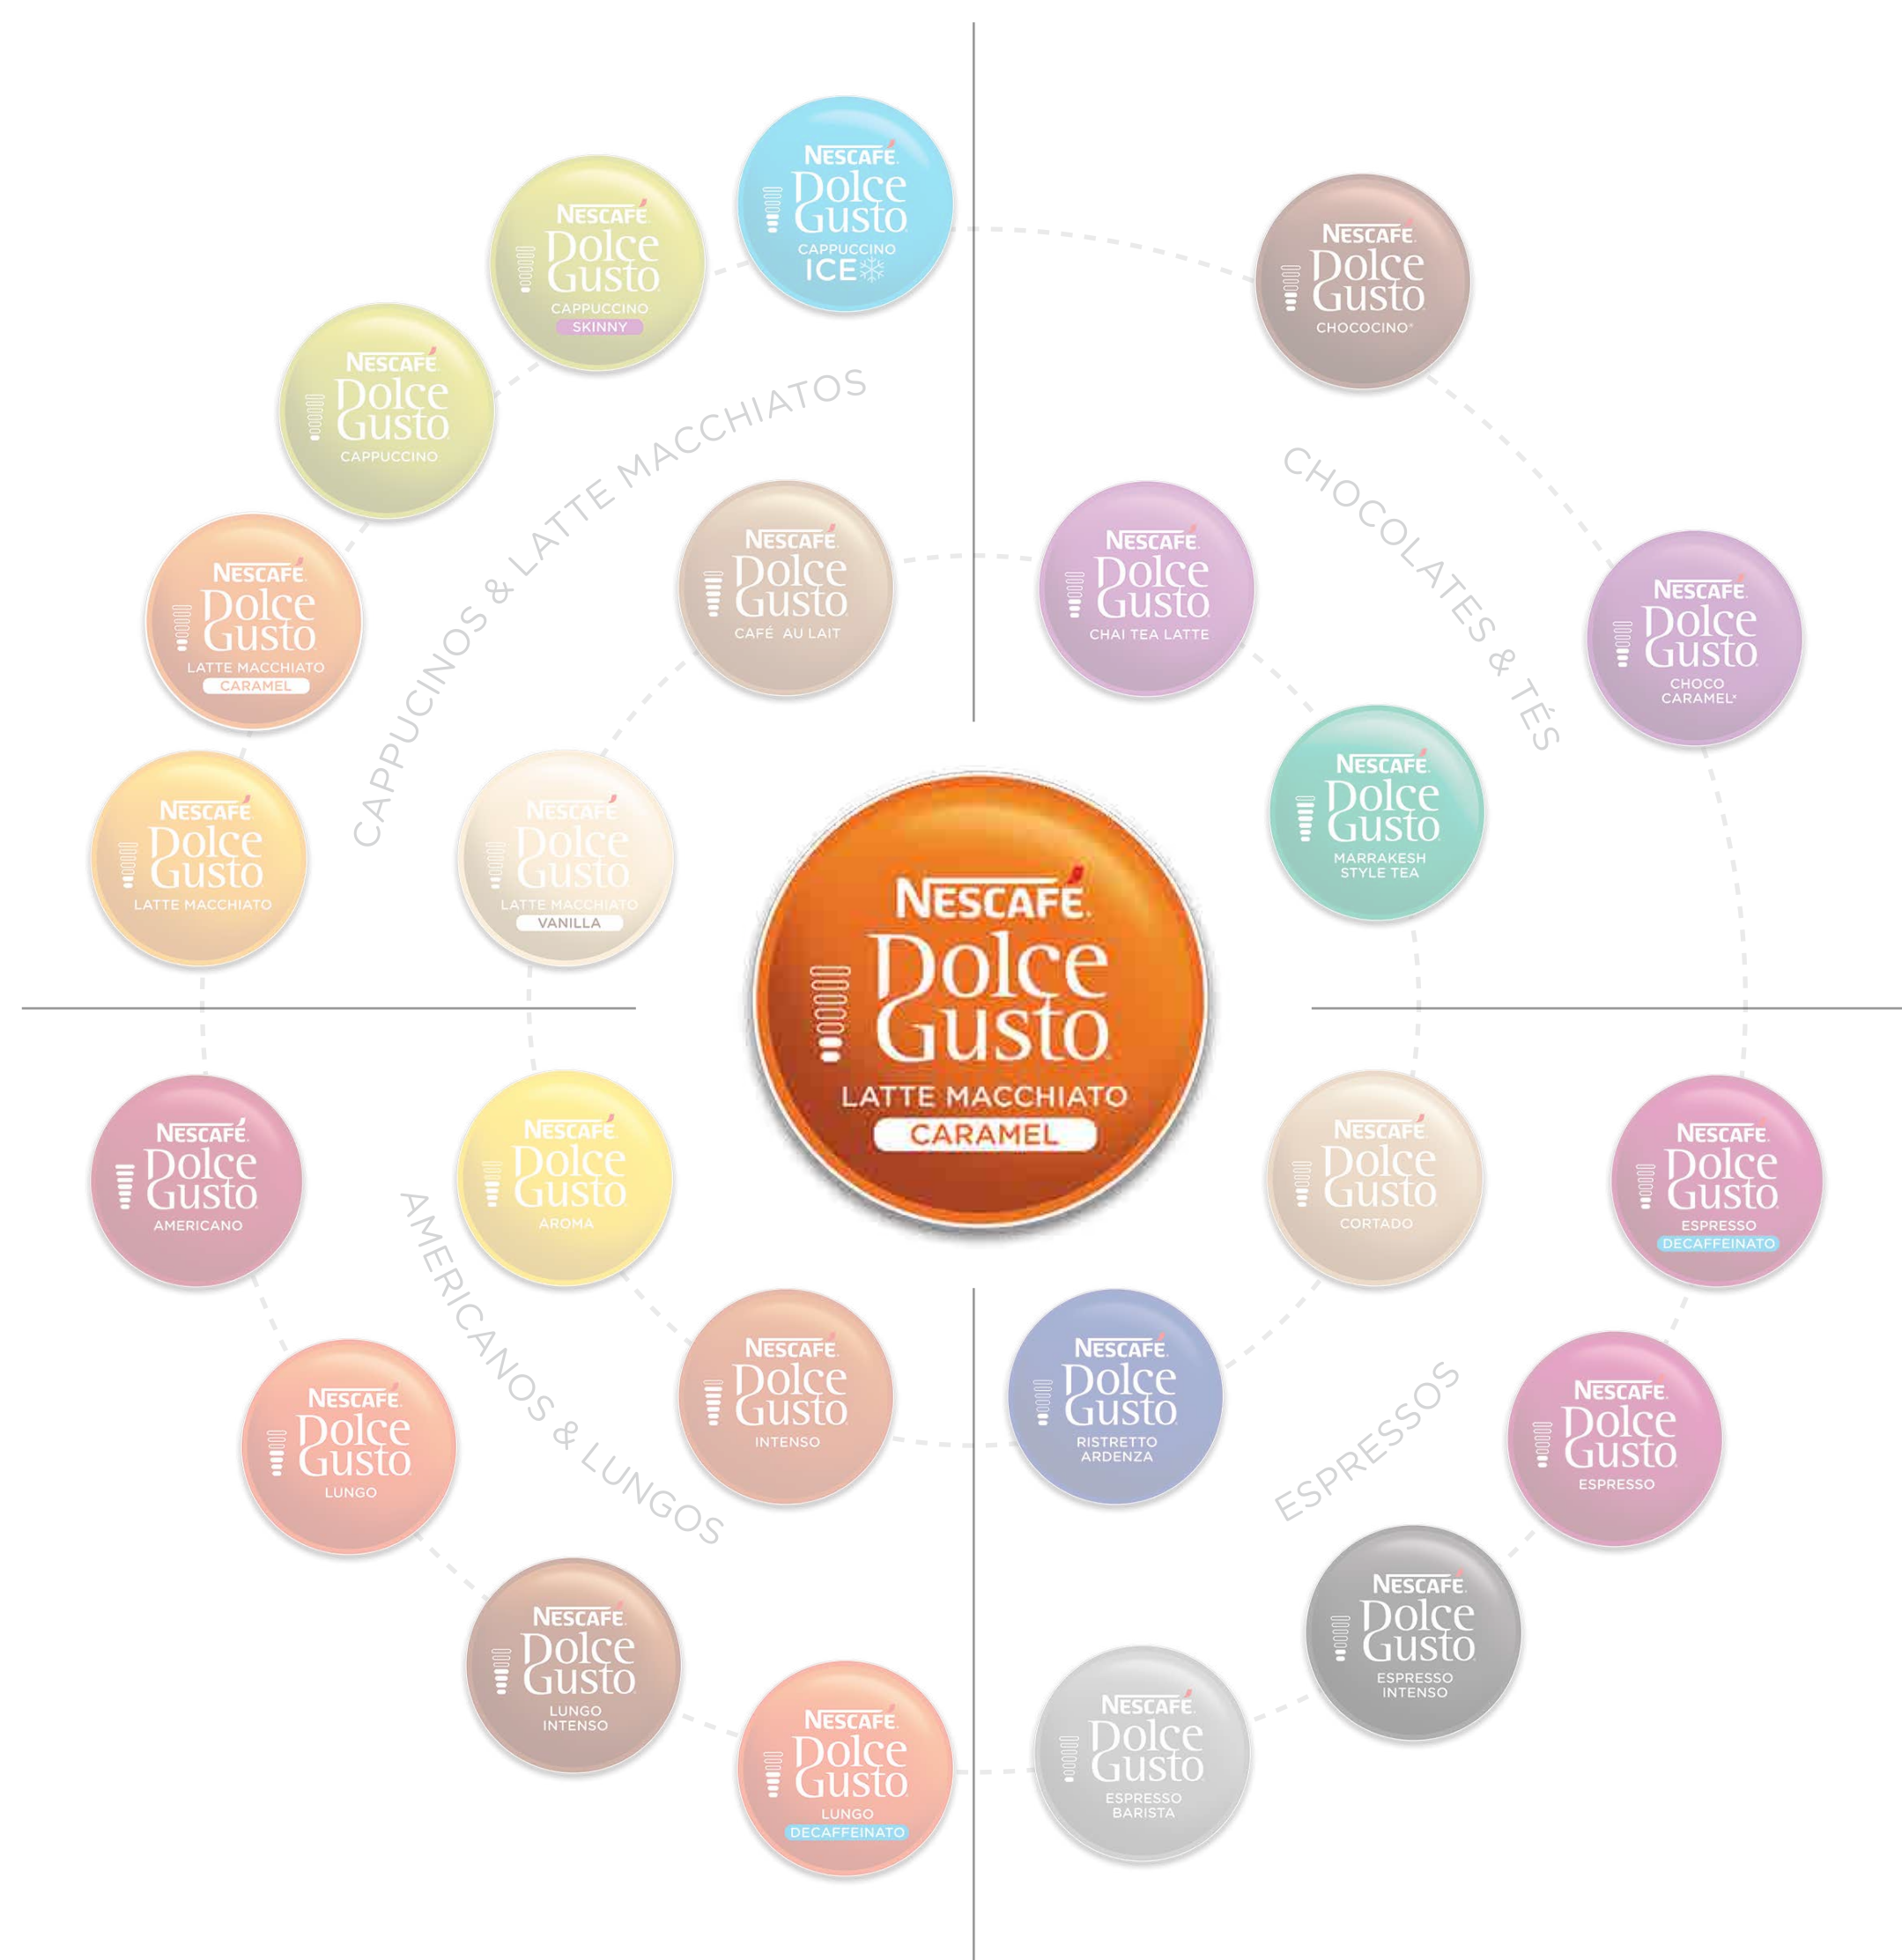 NESCAFÉ.
Dolce
Gusto
CAPPUCCINO
ICE
NESCAFÉ.
Dolce
Gusto
CAPPUCCINO
SKINNY
NESCAFÉ.
Dolce
Gusto
CAPPUCCINO
NESCAFÉ.
Dolce
Gusto
LATTE MACCHIATO
CARAMEL
NESCAFÉ.
Dolce
Gusto
LATTE MACCHIATO
CAPPUCINOS & LATTE MACCHIATOS
NESCAFÉ.
Dolce
Gusto
CAFÉ AU LAIT
NESCAFÉ.
Dolce
Gusto
LATTE MACCHIATO
VANILLA
NESCAFÉ.
Dolce
Gusto
CHOCOCINO®
NESCAFÉ.
Dolce
Gusto
CHOCO
CARAMEL*
CHOCOLATES & TÉS
NESCAFÉ.
Dolce
Gusto
CHAI TEA LATTE
NESCAFÉ.
Dolce
Gusto
MARRAKESH
STYLE TEA
NESCAFÉ.
Dolce
Gusto
LATTE MACCHIATO
CARAMEL
NESCAFÉ.
Dolce
Gusto
AMERICANO
NESCAFÉ.
Dolce
Gusto
AROMA
AMERICANOS & LUNGOS
NESCAFÉ.
Dolce
Gusto
INTENSO
NESCAFÉ.
Dolce
Gusto
LUNGO
NESCAFÉ.
Dolce
Gusto
LUNGO
INTENSO
NESCAFÉ.
Dolce
Gusto
LUNGO
DECAFFEINATO
NESCAFÉ.
Dolce
Gusto
CORTADO
NESCAFÉ.
Dolce
Gusto
ESPRESSO
DECAFFEINATO
NESCAFÉ.
Dolce
Gusto
RISTRETTO
ARDENZA
ESPRESSOS
NESCAFÉ.
Dolce
Gusto
ESPRESSO
NESCAFÉ.
Dolce
Gusto
ESPRESSO
INTENSO
NESCAFÉ.
Dolce
Gusto
ESPRESSO
BARISTA